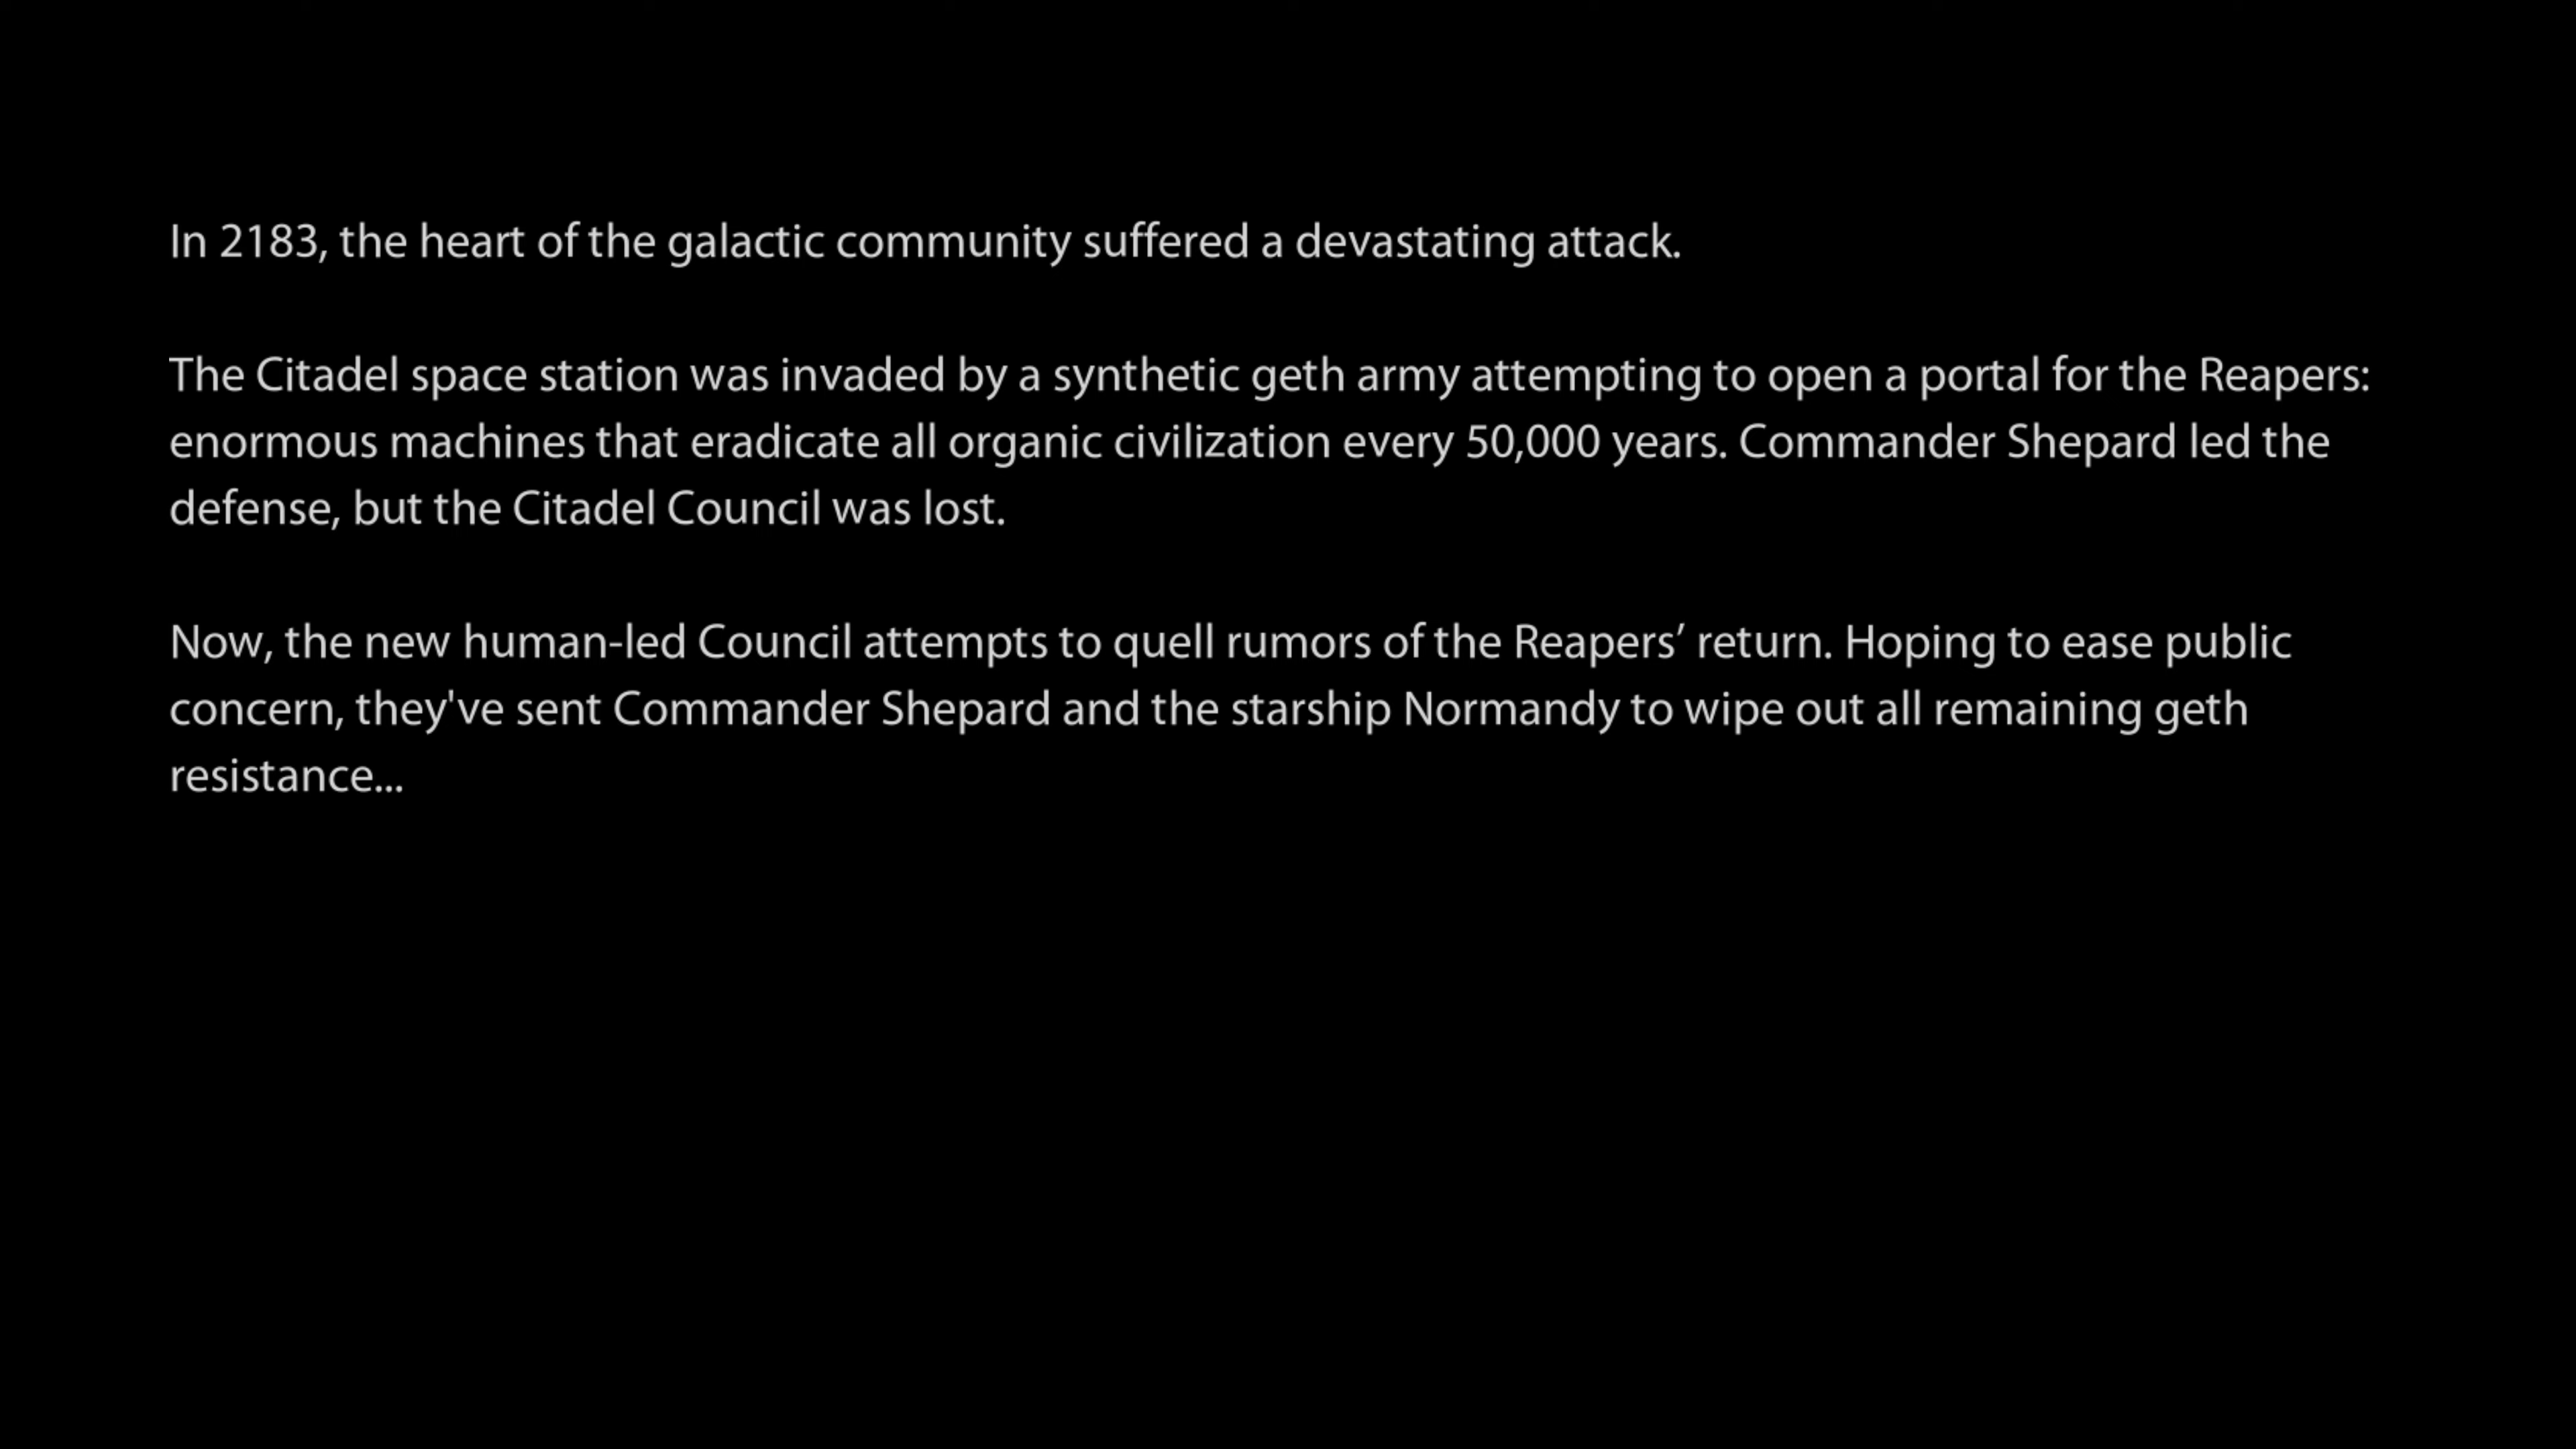 In 2183, the heart of the galactic community suffered a devastating attack.
The Citadel space station was invaded by a synthetic geth army attempting to open a portal for the Reapers:
enormous machines that eradicate all organic civilization every 50,000 years. Commander Shepard led the
defense, but the Citadel Council was lost.
Now, the new human-led Council attempts to quell rumors of the Reapers’ return. Hoping to ease public
concern, they've sent Commander Shepard and the starship Normandy to wipe out all remaining geth
resistance...